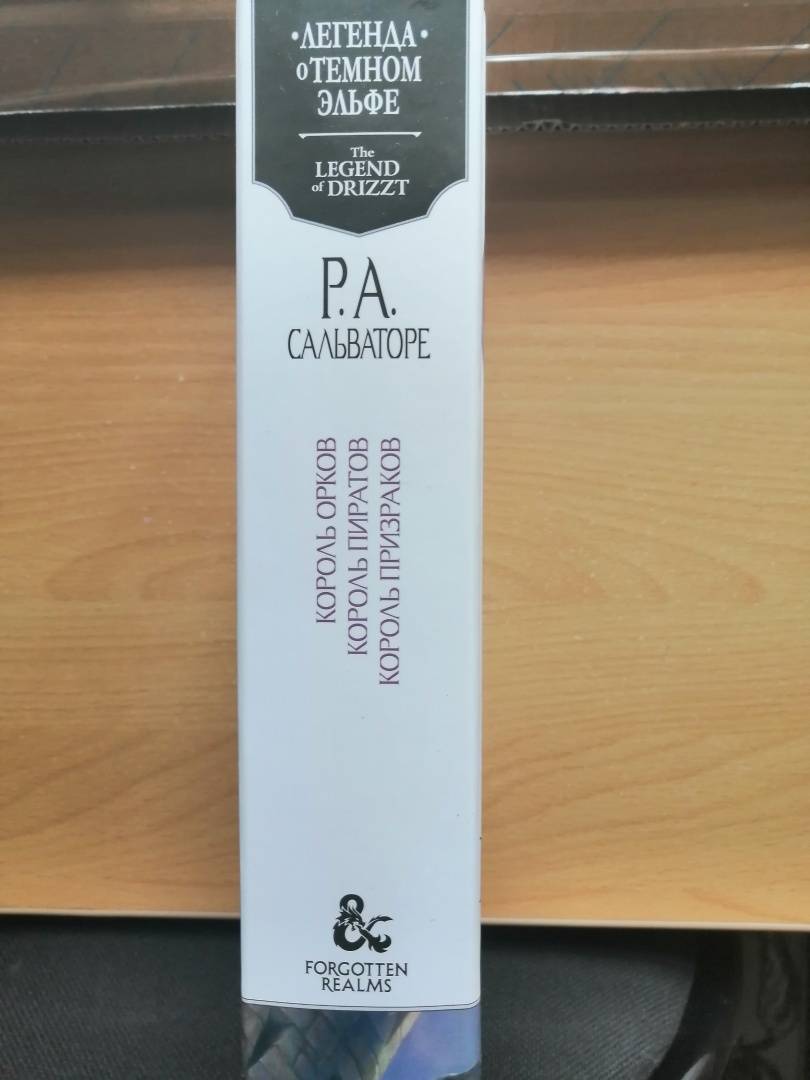 •ЛЕГЕНДА•
о ТЕМНОМ
ЭЛЬФЕ
The
LEGEND
of DRIZZT
Р. А.
САЛЬВАТОРЕ
КОРОЛЬ ОРКОВ
КОРОЛЬ ПИРАТОВ
КОРОЛЬ ПРИЗРАКОВ
&
FORGOTTEN
REALMS